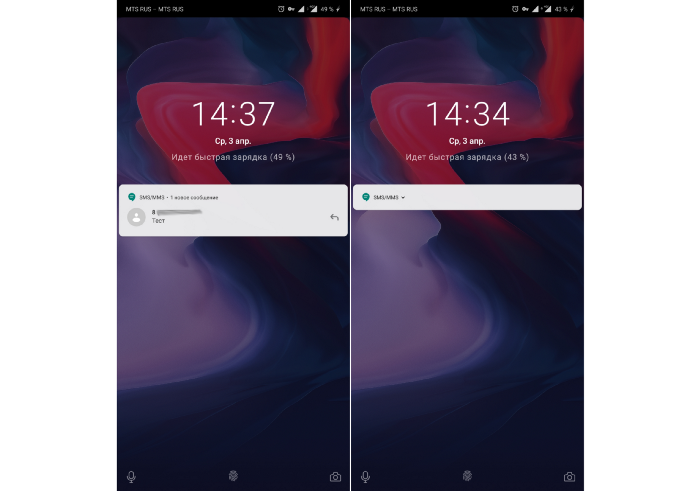 MTS RUS – MTS RUS
49 %
14:37
Ср, 3 апр.
Идет быстрая зарядка (49 %)
SMS/MMS • 1 новое сообщение
8
Тест
MTS RUS – MTS RUS
43 %
14:34
Ср, 3 апр.
Идет быстрая зарядка (43 %)
SMS/MMS